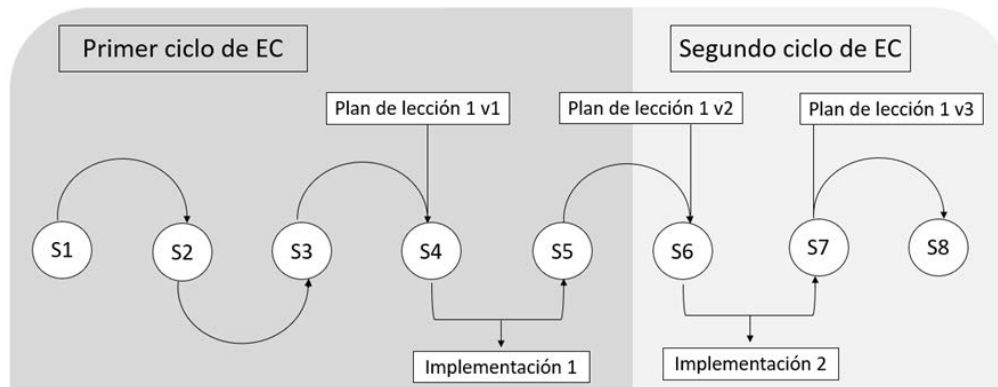 Primer ciclo de EC
Segundo ciclo de EC
Plan de lección 1 v1
Plan de lección 1 v2
Plan de lección 1 v3
S1
S2
S3
S4
S5
S6
S7
S8
Implementación 1
Implementación 2